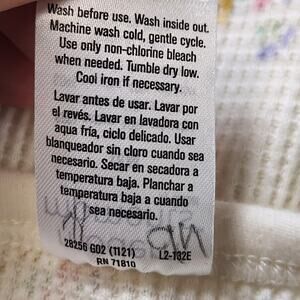 Wash before use. Wash inside out.
Machine wash cold, gentle cycle.
Use only non-chlorine bleach
when needed. Tumble dry low.
Cool iron if necessary.
Lavar antes de usar. Lavar por
el revés. Lavar en lavadora con
agua fría, ciclo delicado. Usar
blanqueador sin cloro cuando sea
necesario. Secar en secadora a
temperatura baja. Planchar a
temperatura baja cuando
sea necesario.
28256 G02 (1121) L2-132E
RN 71810